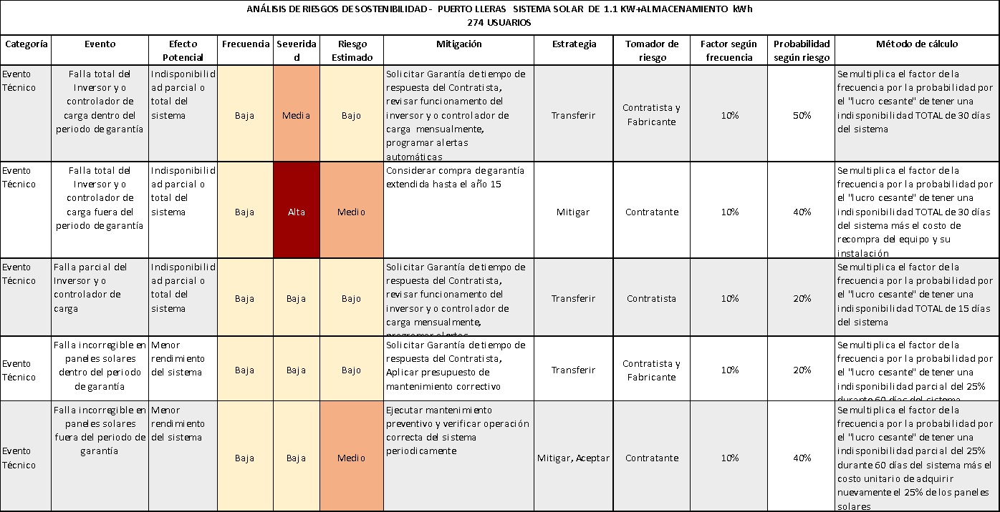 ANÁLISIS DE RIESGOS DE SOSTENIBILIDAD - PUERTO LLERAS SISTEMA SOLAR DE 1.1 KW+ALMACENAMIENTO kWh
274 USUARIOS
Categoría
Evento
Efecto
Potencial
Frecuencia
Severida
d
Riesgo
Estimado
Mitigación
Estrategia
Tomador de
riesgo
Factor según
frecuencia
Probabilidad
según riesgo
Método de cálculo
Evento
Técnico
Falla total del
Inversor y o
controlador de
carga dentro del
periodo de garantía
Indisponibilid
ad parcial o
total del
sistema
Baja
Media
Bajo
Solicitar Garantía de tiempo de
respuesta del Contratista,
revisar funcionamento del
inversor y o controlador de
carga mensualmente,
programar alertas
automáticas
Transferir
Contratista y
Fabricante
10%
50%
Se multiplica el factor de la
frecuencia por la probabilidad por
el "lucro cesante" de tener una
indisponibilidad TOTAL de 30 días
del sistema
Evento
Técnico
Falla total del
Inversor y o
controlador de
carga fuera del
periodo de garantía
Indisponibilid
ad parcial o
total del
sistema
Baja
Alta
Medio
Considerar compra de garantía
extendida hasta el año 15
Mitigar
Contratante
10%
40%
Se multiplica el factor de la
frecuencia por la probabilidad por
el "lucro cesante" de tener una
indisponibilidad TOTAL de 30 días
del sistema más el costo de
recompra del equipo y su
instalación
Evento
Técnico
Falla parcial del
Inversor y o
controlador de
carga
Indisponibilid
ad parcial o
total del
sistema
Baja
Baja
Bajo
Solicitar Garantía de tiempo de
respuesta del Contratista,
revisar funcionamento del
inversor y o controlador de
carga mensualmente,
programar alertas
Transferir
Contratista
10%
20%
Se multiplica el factor de la
frecuencia por la probabilidad por
el "lucro cesante" de tener una
indisponibilidad TOTAL de 15 días
del sistema
Evento
Técnico
Falla incorregible en
paneles solares
dentro del periodo
de garantía
Menor
rendimiento
del sistema
Baja
Baja
Bajo
Solicitar Garantía de tiempo de
respuesta del Contratista,
Aplicar presupuesto de
mantenimiento correctivo
Transferir
Contratista y
Fabricante
10%
20%
Se multiplica el factor de la
frecuencia por la probabilidad por
el "lucro cesante" de tener una
indisponibilidad parcial del 25%
durante 60 días del sistema
Evento
Técnico
Falla incorregible en
paneles solares
fuera del periodo de
garantía
Menor
rendimiento
del sistema
Baja
Baja
Medio
Ejecutar mantenimiento
preventivo y verificar operación
correcta del sistema
periodicamente
Mitigar, Aceptar
Contratante
10%
40%
Se multiplica el factor de la
frecuencia por la probabilidad por
el "lucro cesante" de tener una
indisponibilidad parcial del 25%
durante 60 días del sistema más el
costo unitario de adquirir
nuevamente el 25% de los paneles
solares